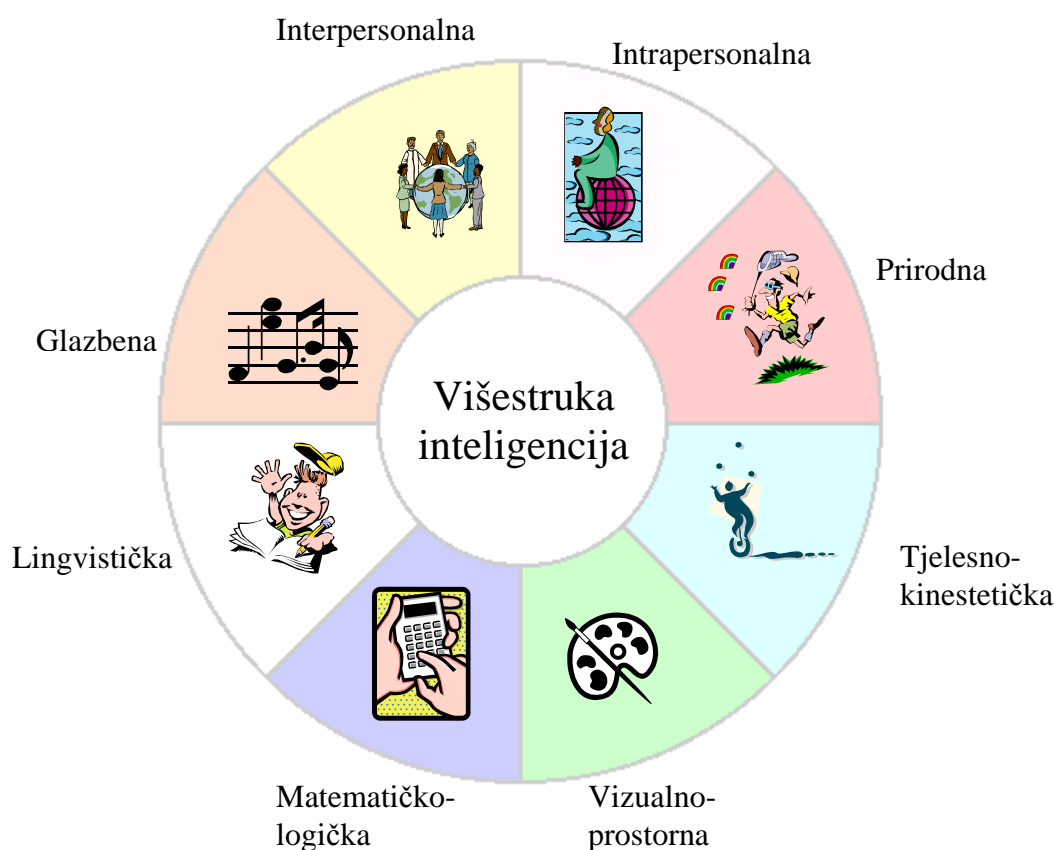 Interpersonalna
Intrapersonalna
Prirodna
Glazbena
Višestruka
inteligencija
Lingvistička
Tjelesno-
kinestetička
Matematičko-
logička
Vizualno-
prostorna